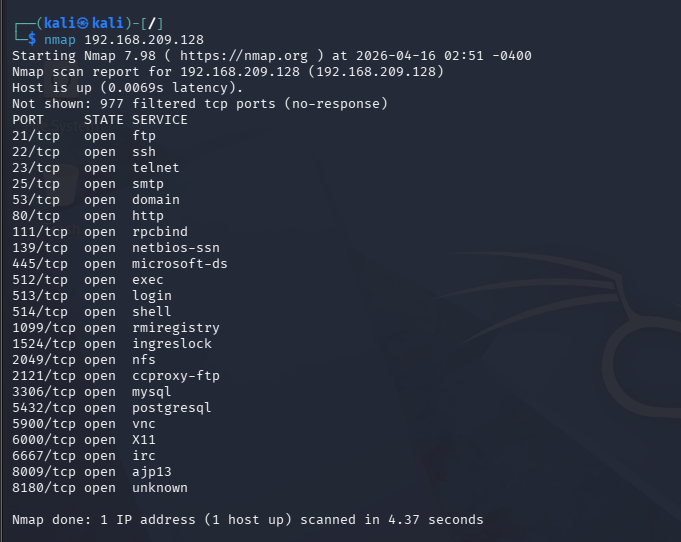 ┌──(kali㉿kali)-[/]
└─$ nmap 192.168.209.128
Starting Nmap 7.98 ( https://nmap.org ) at 2026-04-16 02:51 -0400
Nmap scan report for 192.168.209.128 (192.168.209.128)
Host is up (0.0069s latency).
Not shown: 977 filtered tcp ports (no-response)
PORT     STATE SERVICE
21/tcp   open  ftp
22/tcp   open  ssh
23/tcp   open  telnet
25/tcp   open  smtp
53/tcp   open  domain
80/tcp   open  http
111/tcp  open  rpcbind
139/tcp  open  netbios-ssn
445/tcp  open  microsoft-ds
512/tcp  open  exec
513/tcp  open  login
514/tcp  open  shell
1099/tcp open  rmiregistry
1524/tcp open  ingreslock
2049/tcp open  nfs
2121/tcp open  ccproxy-ftp
3306/tcp open  mysql
5432/tcp open  postgresql
5900/tcp open  vnc
6000/tcp open  X11
6667/tcp open  irc
8009/tcp open  ajp13
8180/tcp open  unknown

Nmap done: 1 IP address (1 host up) scanned in 4.37 seconds